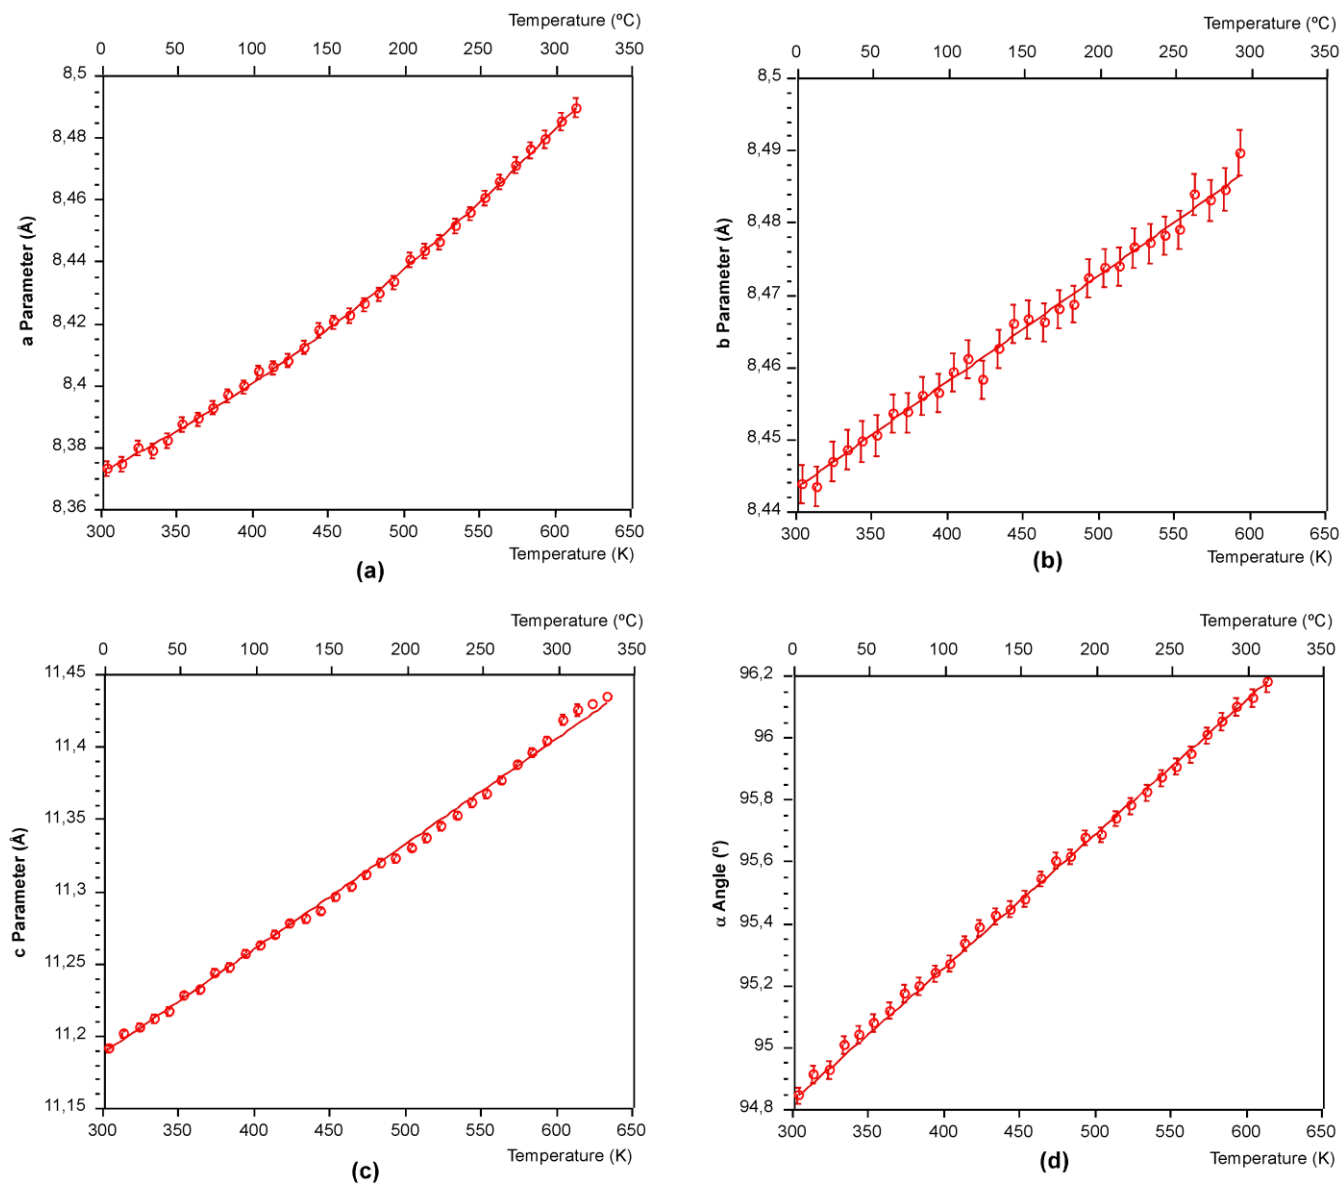 Temperature (ºC)
0 50 100 150 200 250 300 350
8,5
8,48
8,46
8,44
8,42
8,4
8,38
8,36
a Parameter (Å)
300 350 400 450 500 550 600 650
Temperature (K)
(a)
Temperature (ºC)
0 50 100 150 200 250 300 350
8,5
8,49
8,48
8,47
8,46
8,45
8,44
b Parameter (Å)
300 350 400 450 500 550 600 650
Temperature (K)
(b)
Temperature (ºC)
0 50 100 150 200 250 300 350
11,45
11,4
11,35
11,3
11,25
11,2
11,15
c Parameter (Å)
300 350 400 450 500 550 600 650
Temperature (K)
(c)
Temperature (ºC)
0 50 100 150 200 250 300 350
96,2
96
95,8
95,6
95,4
95,2
95
94,8
α Angle (º)
300 350 400 450 500 550 600 650
Temperature (K)
(d)